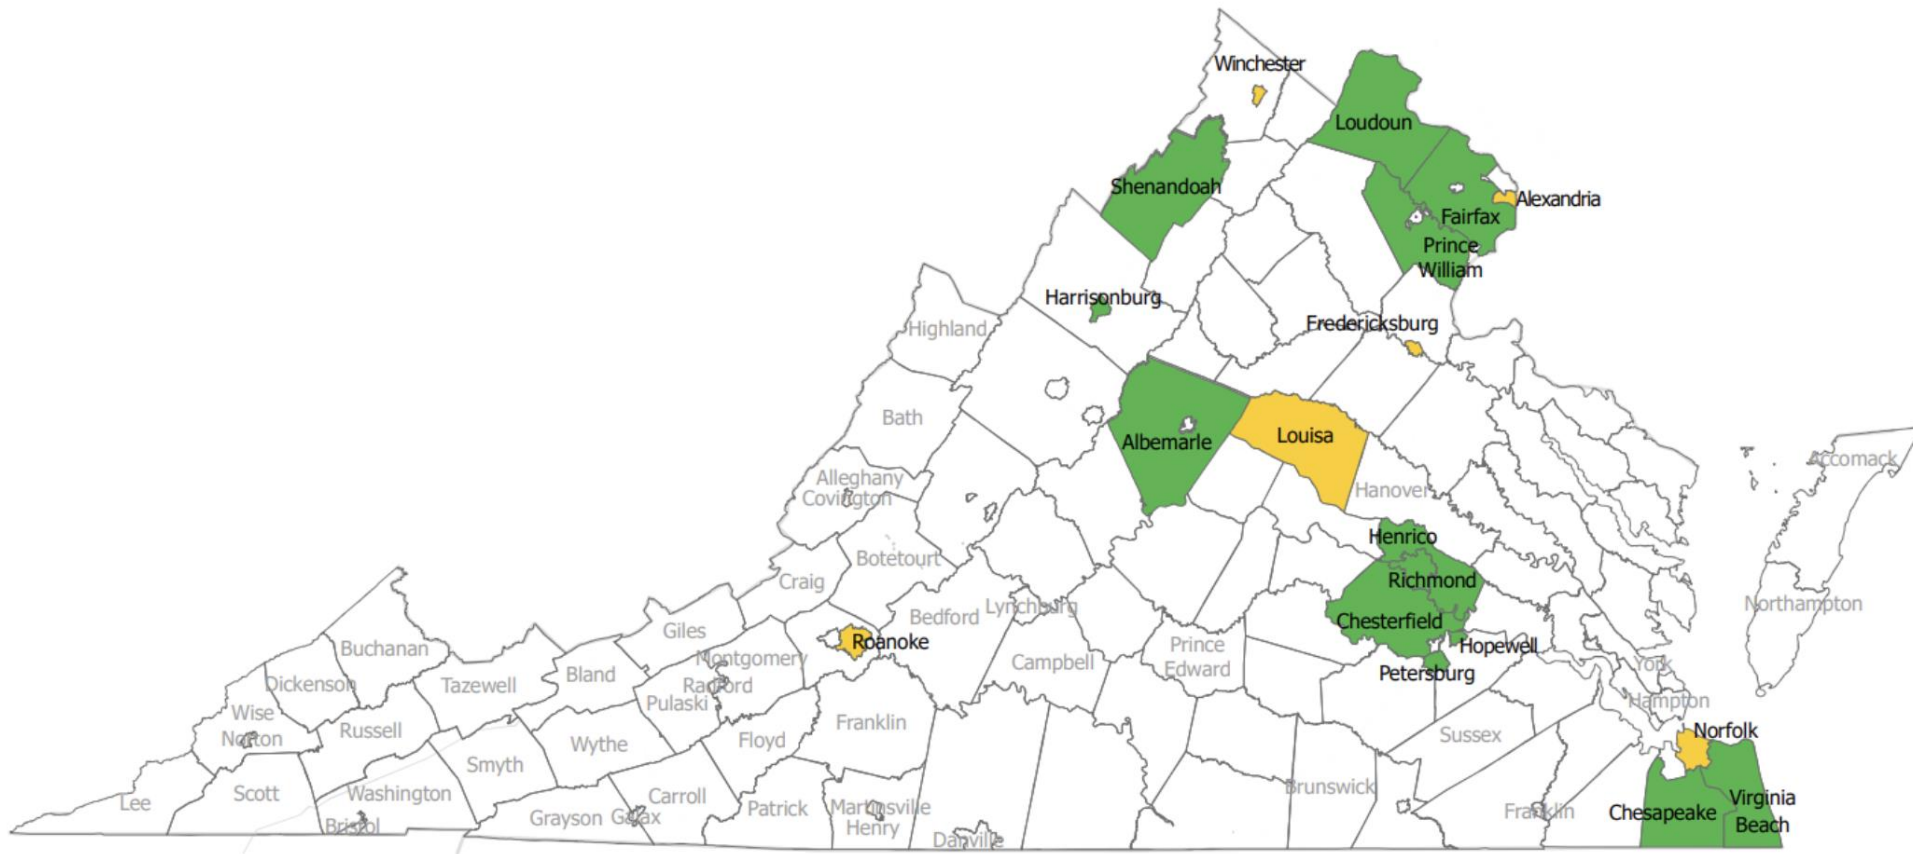 Winchester
Loudoun
Shenandoah
Alexandria
Fairfax
Prince
William
Harrisonburg
Fredericksburg
Highland
Bath
Albemarle
Louisa
Accomack
Alleghany
Covington
Hanover
Henrico
Botetourt
Craig
Richmond
Northampton
Bedford
Lynchburg
Chesterfield
Giles
Roanoke
Hopewell
Prince
Edward
Buchanan
Montgomery
Campbell
York
Bland
Petersburg
Dickenson
Tazewell
Radford
Pulaski
Hampton
Wise
Norton
Russell
Franklin
Norfolk
Wythe
Floyd
Sussex
Smyth
Brunswick
Lee
Scott
Washington
Carroll
Patrick
Martinsville
Henry
Virginia
Beach
Franklin
Chesapeake
Grayson
Galax
Bristol
Danville